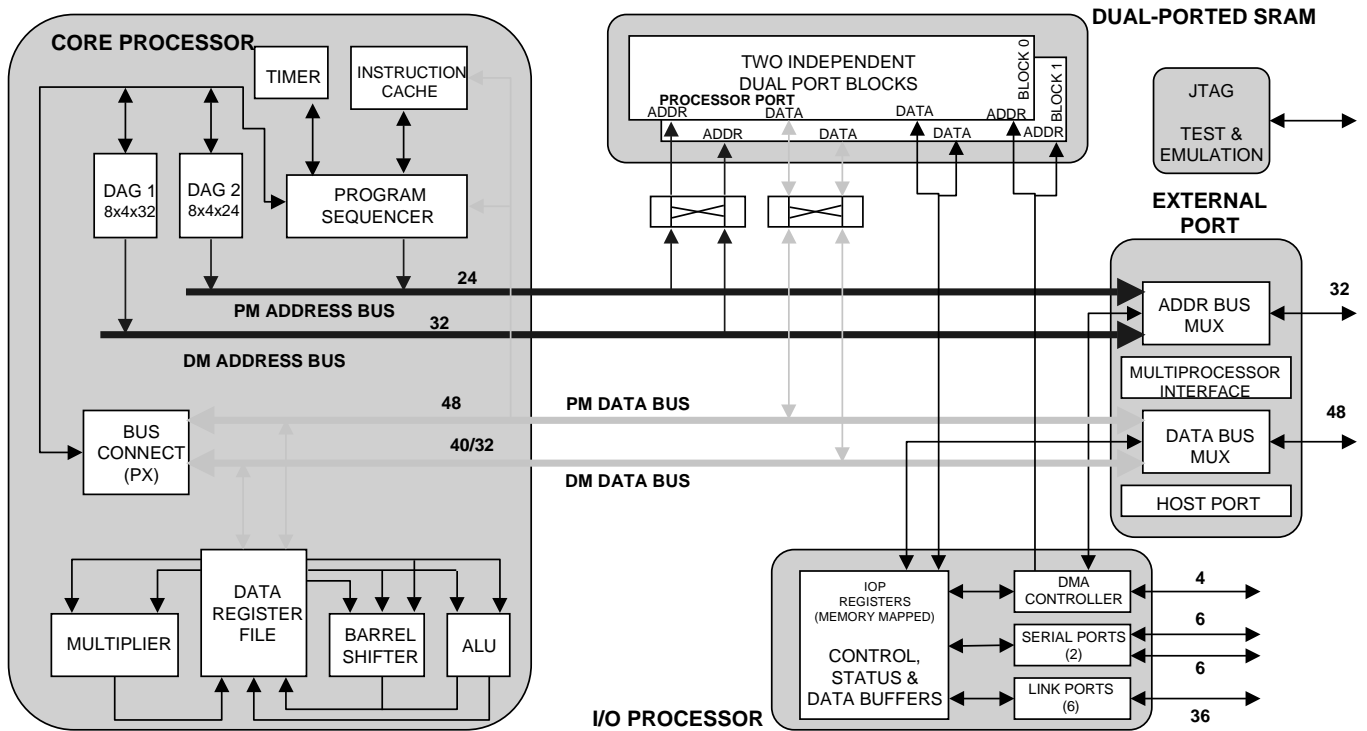 CORE PROCESSOR
TIMER
INSTRUCTION
CACHE
DAG 1
8x4x32
DAG 2
8x4x24
PROGRAM
SEQUENCER
24
PM ADDRESS BUS
32
DM ADDRESS BUS
BUS
CONNECT
(PX)
48
PM DATA BUS
40/32
DM DATA BUS
MULTIPLIER
DATA
REGISTER
FILE
BARREL
SHIFTER
ALU
DUAL-PORTED SRAM
TWO INDEPENDENT
DUAL PORT BLOCKS
PROCESSOR PORT
ADDR
DATA
DATA
ADDR
BLOCK 0
ADDR
DATA
DATA
ADDR
BLOCK 1
JTAG
TEST &
EMULATION
EXTERNAL
PORT
ADDR BUS
MUX
32
MULTIPROCESSOR
INTERFACE
DATA BUS
MUX
48
HOST PORT
IOP
REGISTERS
(MEMORY MAPPED)
CONTROL,
STATUS &
DATA BUFFERS
DMA
CONTROLLER
4
SERIAL PORTS
(2)
6
6
LINK PORTS
(6)
36
I/O PROCESSOR